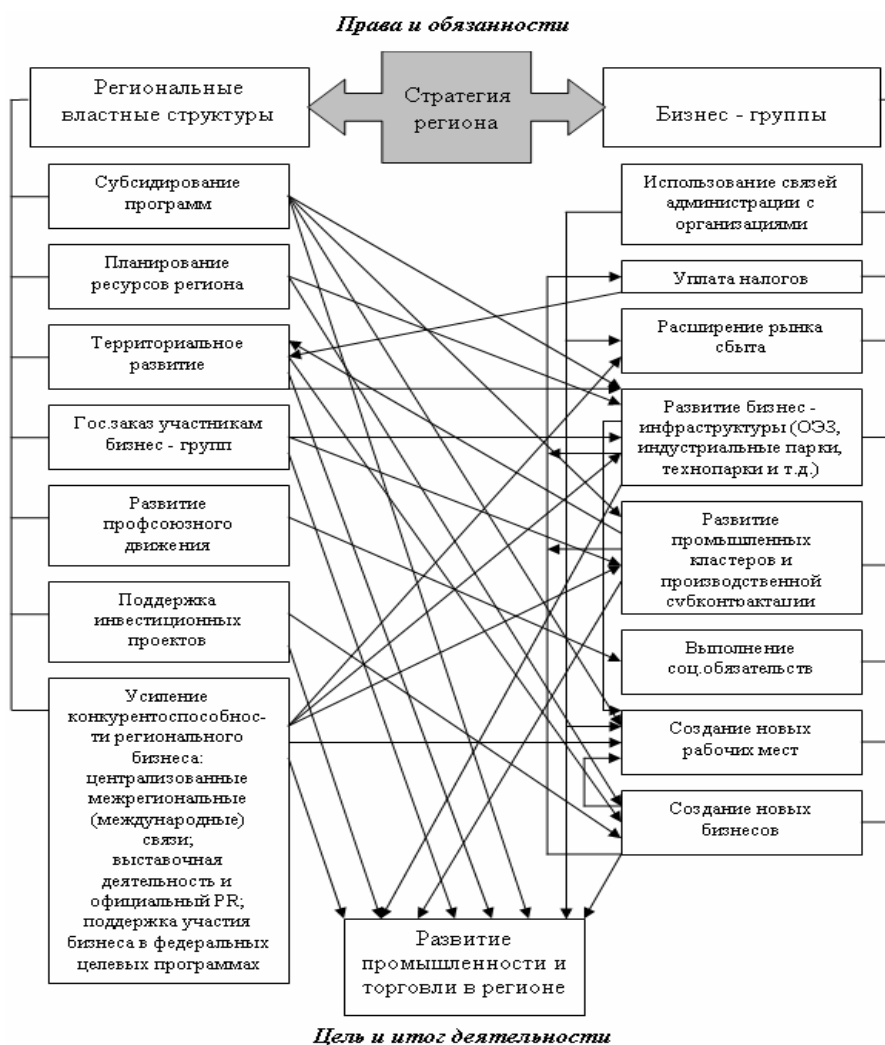 Права и обязанности
Региональные
властные структуры
Стратегия
региона
Бизнес - группы
Субсидирование
программ
Планирование
ресурсов региона
Территориальное
развитие
Гос.заказ участникам
бизнес - групп
Развитие
профсоюзного
движения
Поддержка
инвестиционных
проектов
Усиление
конкурентоспособнос-
ти регионального
бизнеса:
централизованные
межрегиональные
(международные)
связи;
выставочная
деятельность и
официальный PR;
поддержка участия
бизнеса в федеральных
целевых программах
Использование связей
администрации с
организациями
Уплата налогов
Расширение рынка
сбыта
Развитие бизнес -
инфраструктуры (ОЭЗ,
индустриальные парки,
технопарки и т.д.)
Развитие
промышленных
кластеров и
производственной
субконтрактации
Выполнение
соц.обязательств
Создание новых
рабочих мест
Создание новых
бизнесов
Развитие
промышленности и
торговли в регионе
Цель и итог деятельности